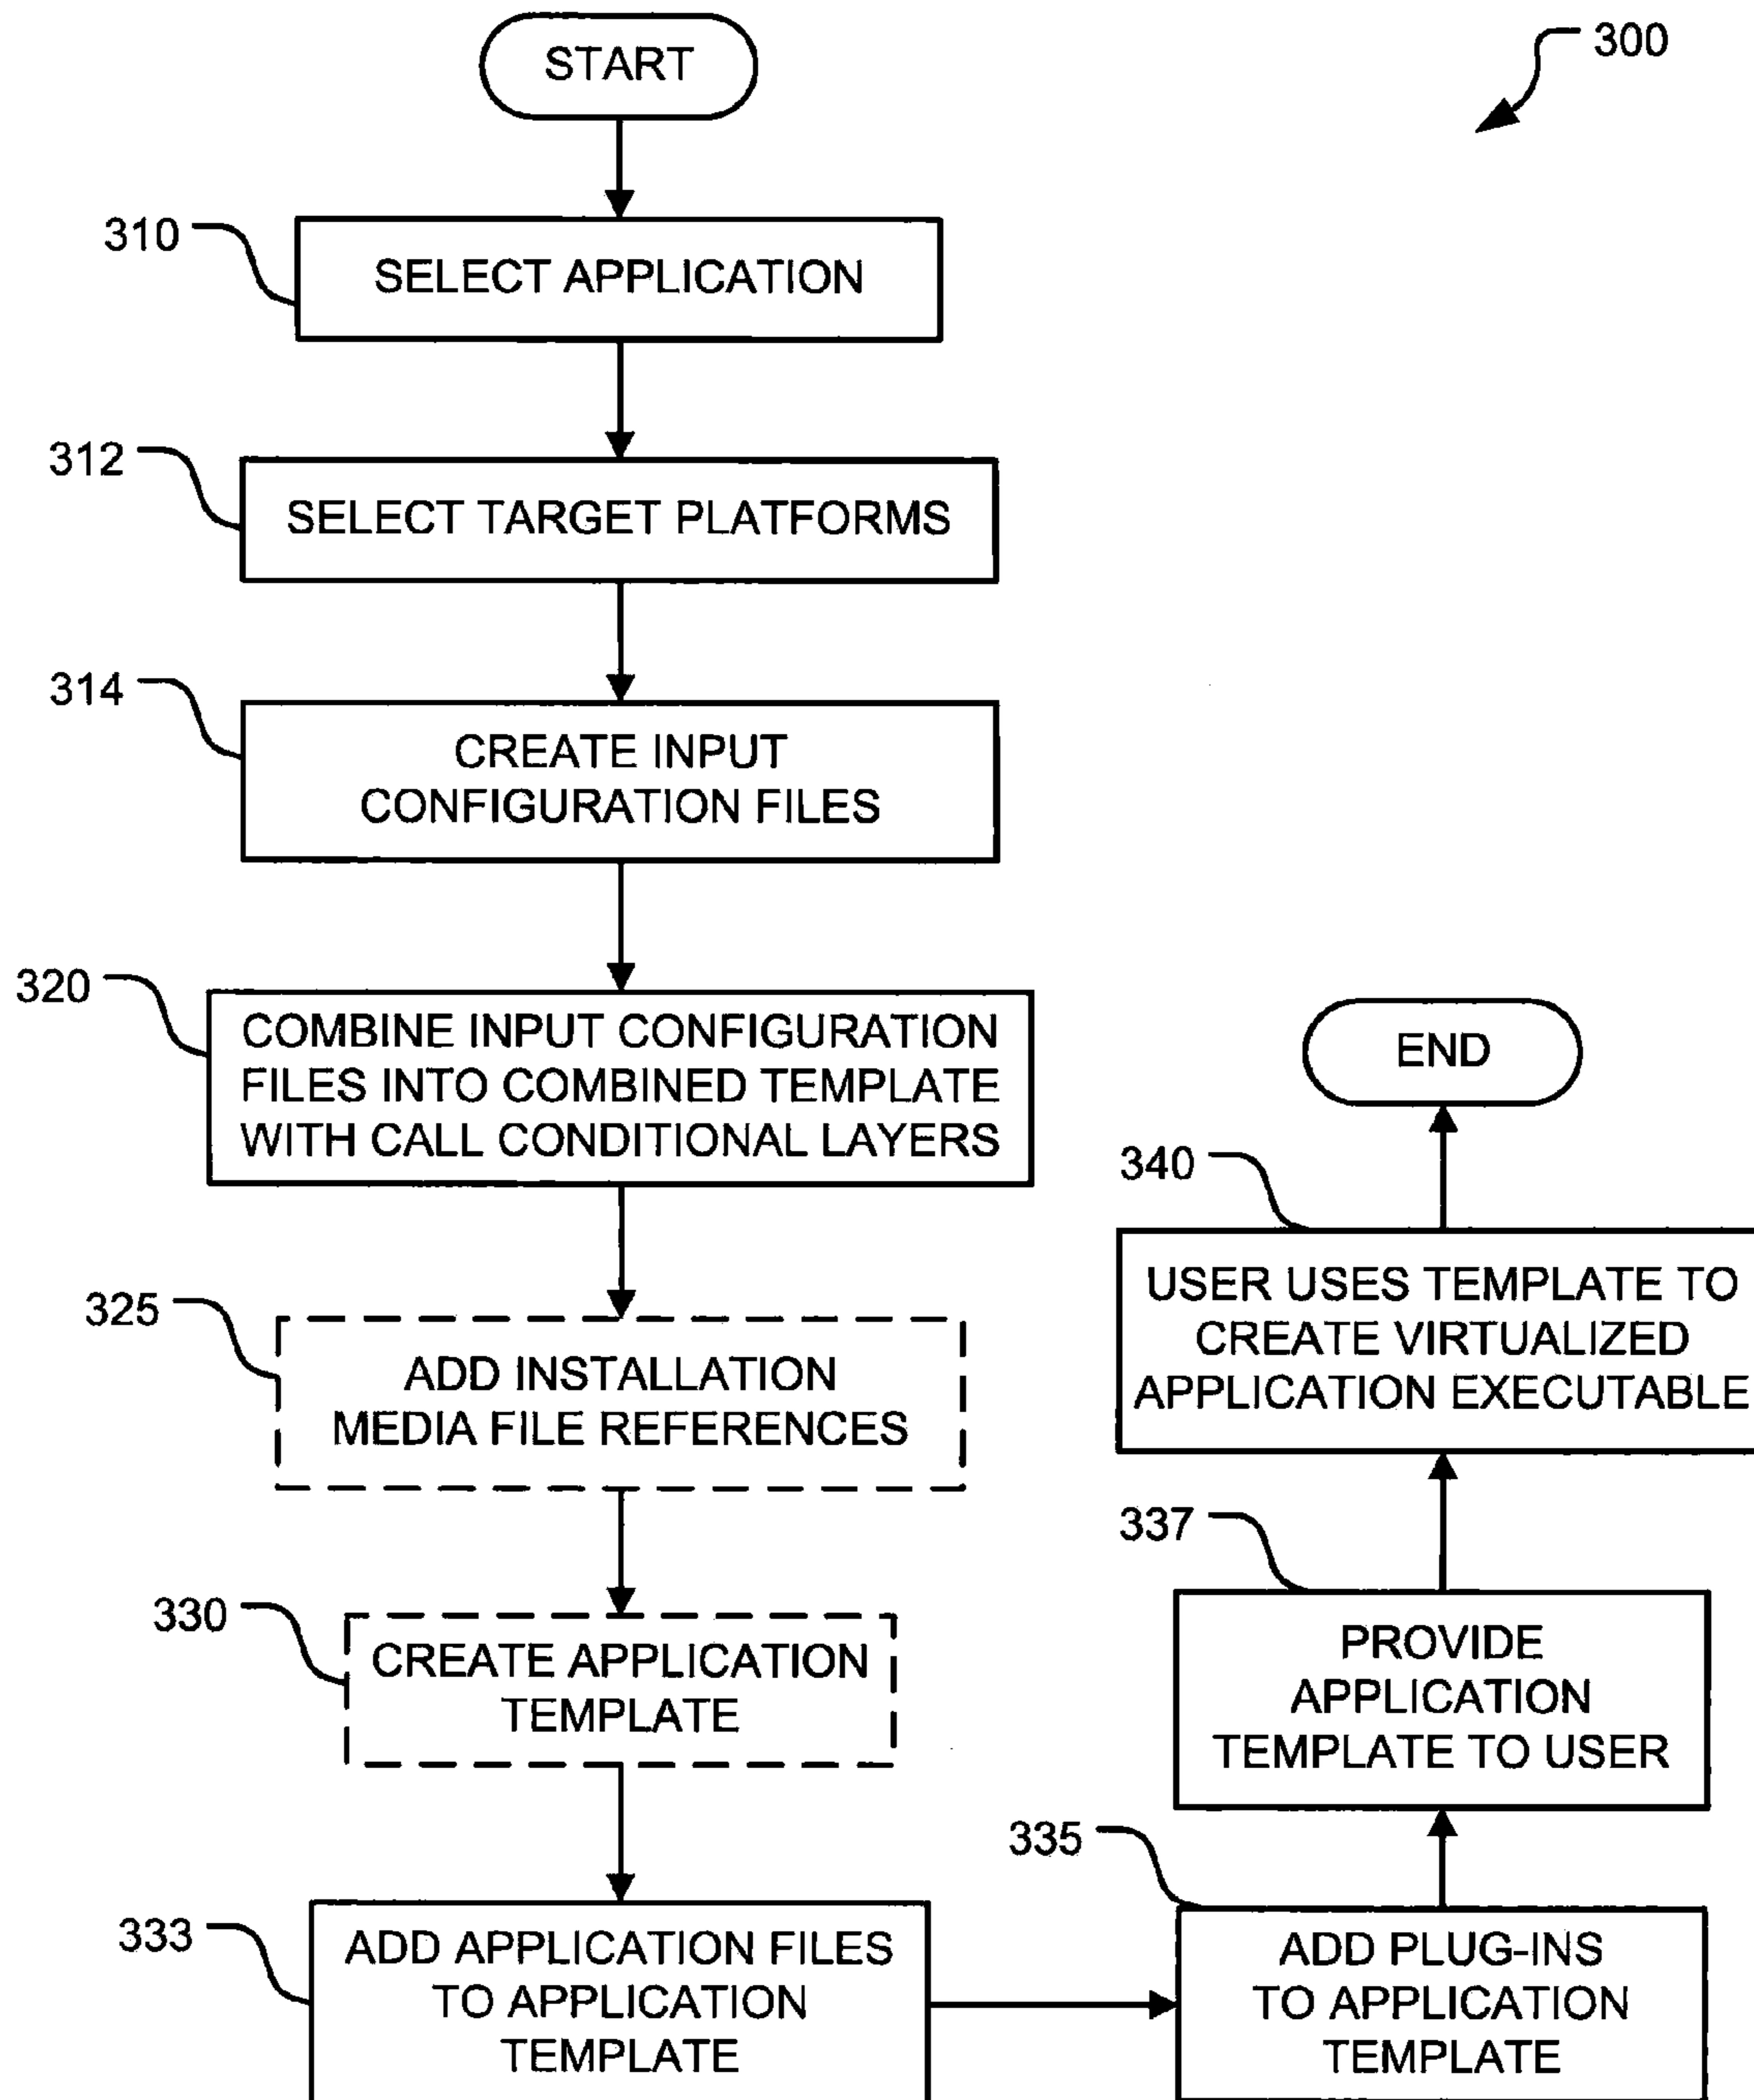 START
300
310
SELECT APPLICATION
312
SELECT TARGET PLATFORMS
314
CREATE INPUT
CONFIGURATION FILES
320
COMBINE INPUT CONFIGURATION
FILES INTO COMBINED TEMPLATE
WITH CALL CONDITIONAL LAYERS
325
ADD INSTALLATION
MEDIA FILE REFERENCES
330
CREATE APPLICATION
TEMPLATE
333
ADD APPLICATION FILES
TO APPLICATION
TEMPLATE
335
ADD PLUG-INS
TO APPLICATION
TEMPLATE
337
PROVIDE
APPLICATION
TEMPLATE TO USER
340
USER USES TEMPLATE TO
CREATE VIRTUALIZED
APPLICATION EXECUTABLE
END